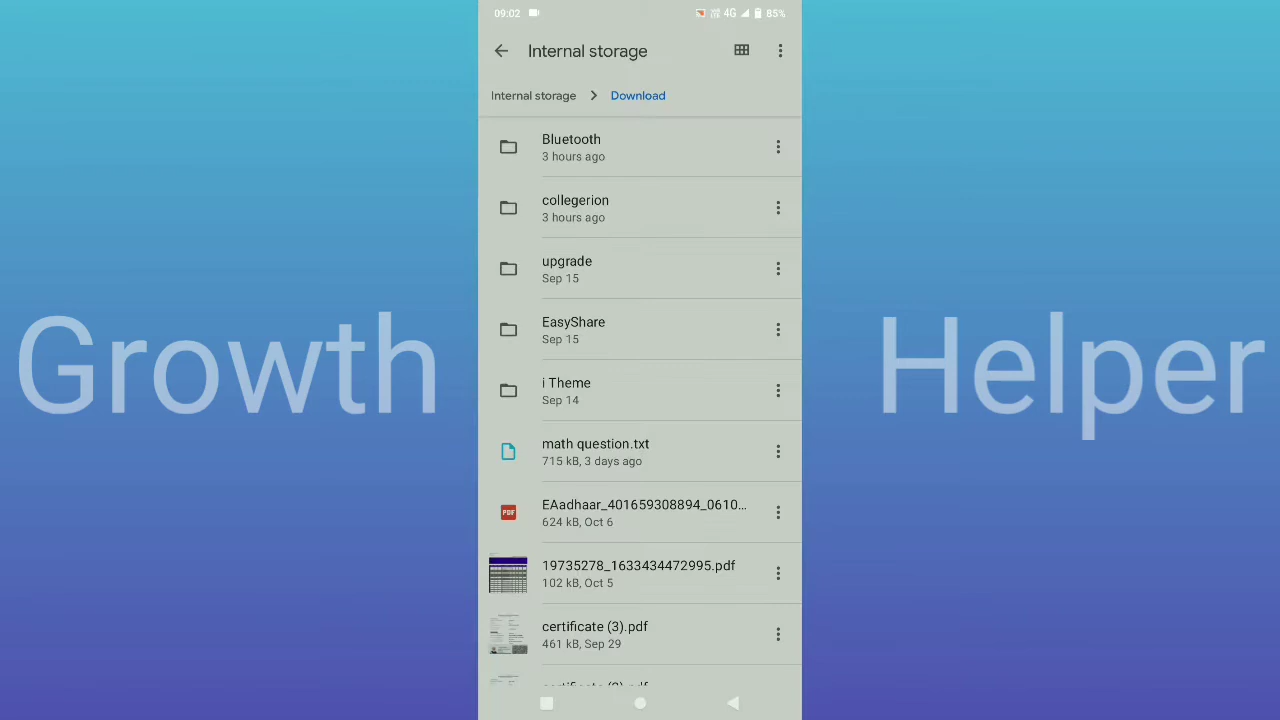 09:02
4G
85%
Internal storage
Internal storage
Download
Growth
Helper
Bluetooth
3 hours ago
collegerion
3 hours ago
upgrade
Sep 15
EasyShare
Sep 15
i Theme
Sep 14
math question.txt
715 kB, 3 days ago
EAadhaar_401659308894_0610...
PDF
624 kB, Oct 6
19735278_1633434472995.pdf
102 kB, Oct 5
certificate (3).pdf
461 kB, Sep 29